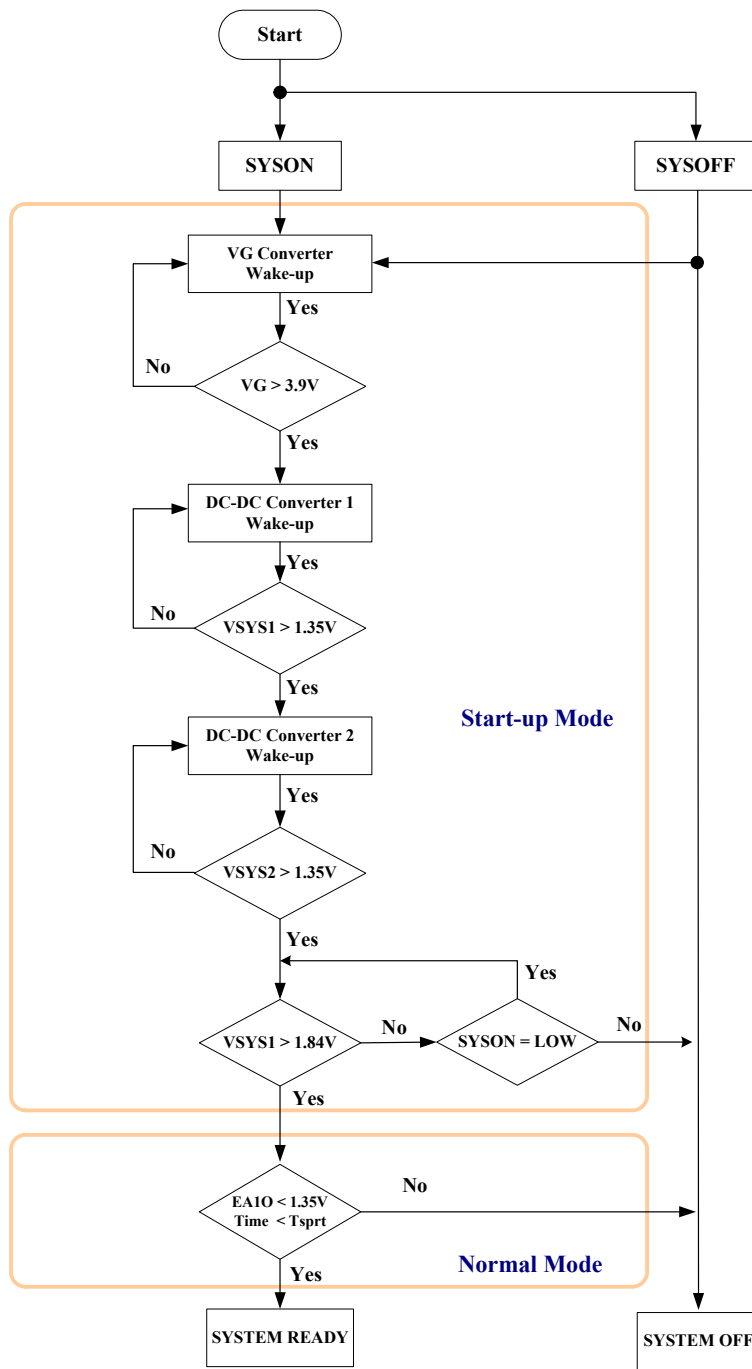 Start
SYSON
SYSOFF
VG Converter
Wake-up
Yes
No
VG > 3.9V
Yes
DC-DC Converter 1
Wake-up
Yes
No
VSYS1 > 1.35V
Yes
Start-up Mode
DC-DC Converter 2
Wake-up
Yes
No
VSYS2 > 1.35V
Yes
Yes
VSYS1 > 1.84V
No
SYSON = LOW
No
Yes
EA1O < 1.35V
Time < Tsprt
No
Normal Mode
Yes
SYSTEM READY
SYSTEM OFF